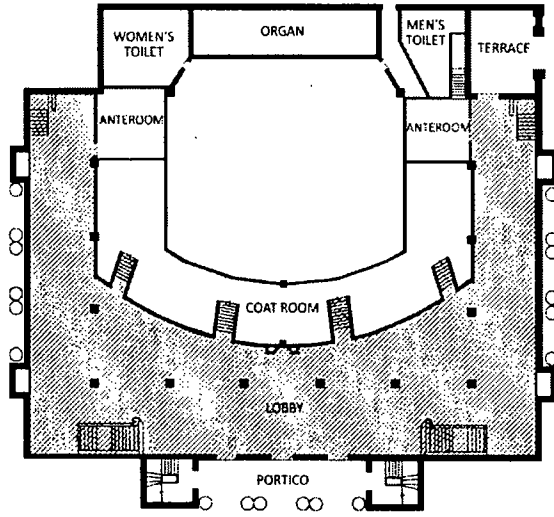 WOMEN'S
TOILET
ORGAN
MEN'S
TOILET
TERRACE
ANTEROOM
ANTEROOM
COAT ROOM
LOBBY
PORTICO